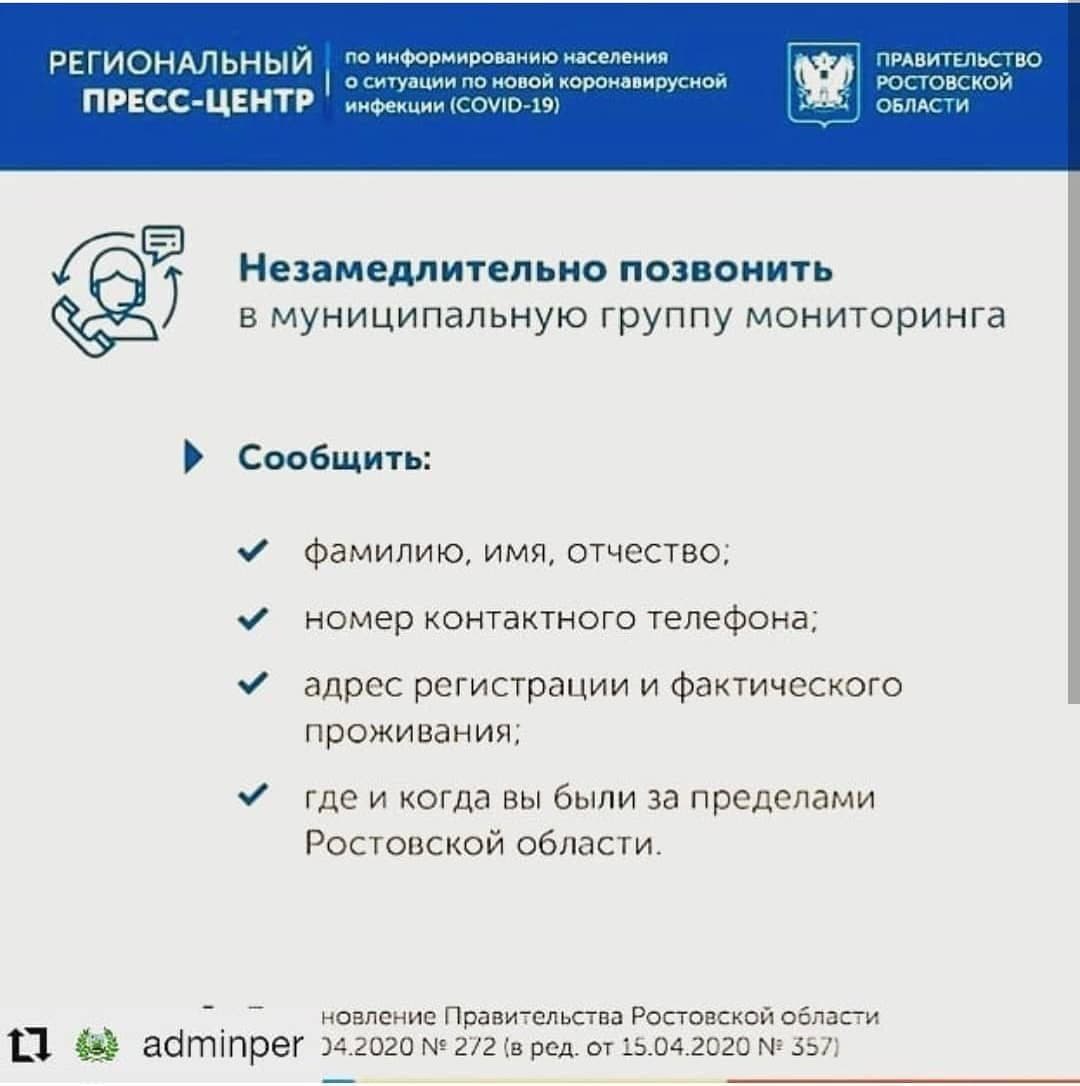 РЕГИОНАЛЬНЫЙ
ПРЕСС-ЦЕНТР
по информированию населения
о ситуации по новой коронавирусной
инфекции (COVID-19)
ПРАВИТЕЛЬСТВО
РОСТОВСКОЙ
ОБЛАСТИ
Незамедлительно позвонить
в муниципальную группу мониторинга
Сообщить:
фамилию, имя, отчество;
номер контактного телефона;
адрес регистрации и фактического
проживания;
где и когда вы были за пределами
Ростовской области.
новление Правительства Ростовской области
04.2020 № 272 (в ред. от 15.04.2020 № 357)
adminper